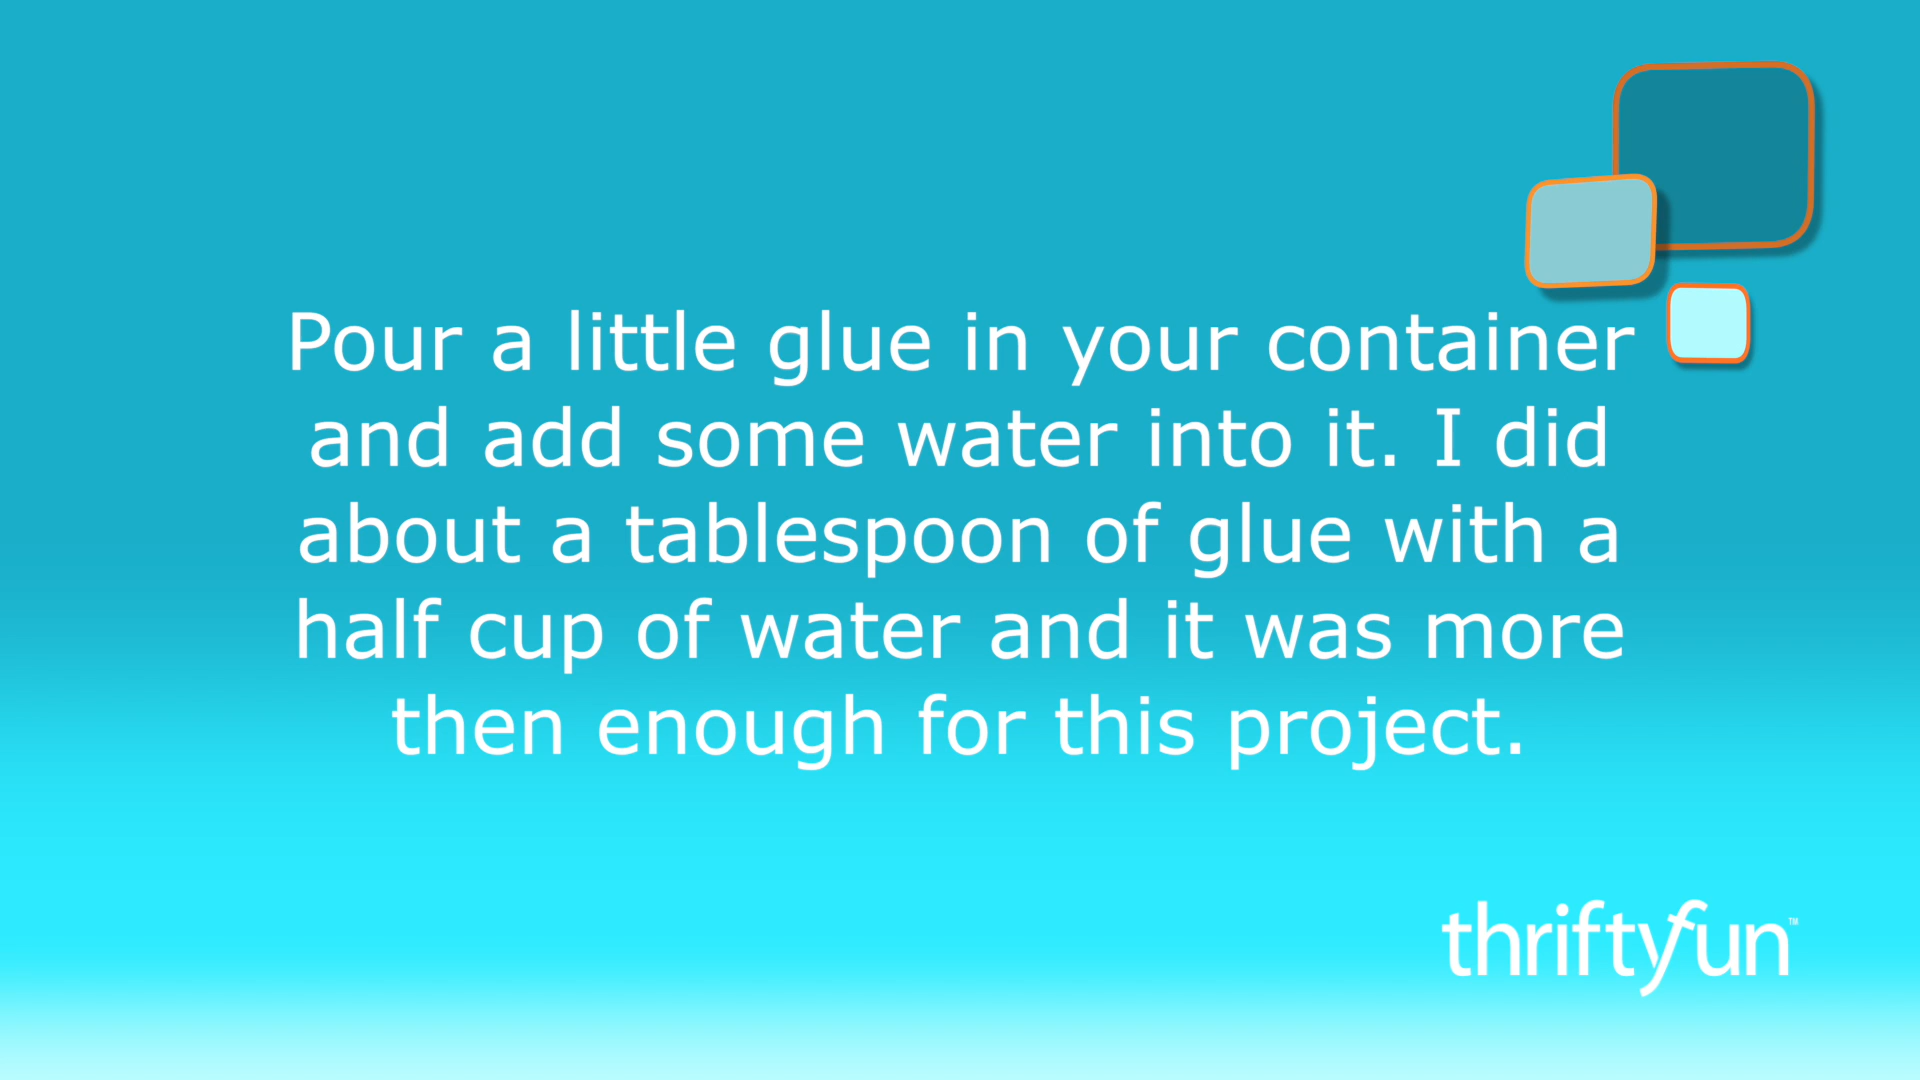 Pour a little glue in your container
and add some water into it. I did
about a tablespoon of glue with a
half cup of water and it was more
then enough for this project.
thriftyfun™